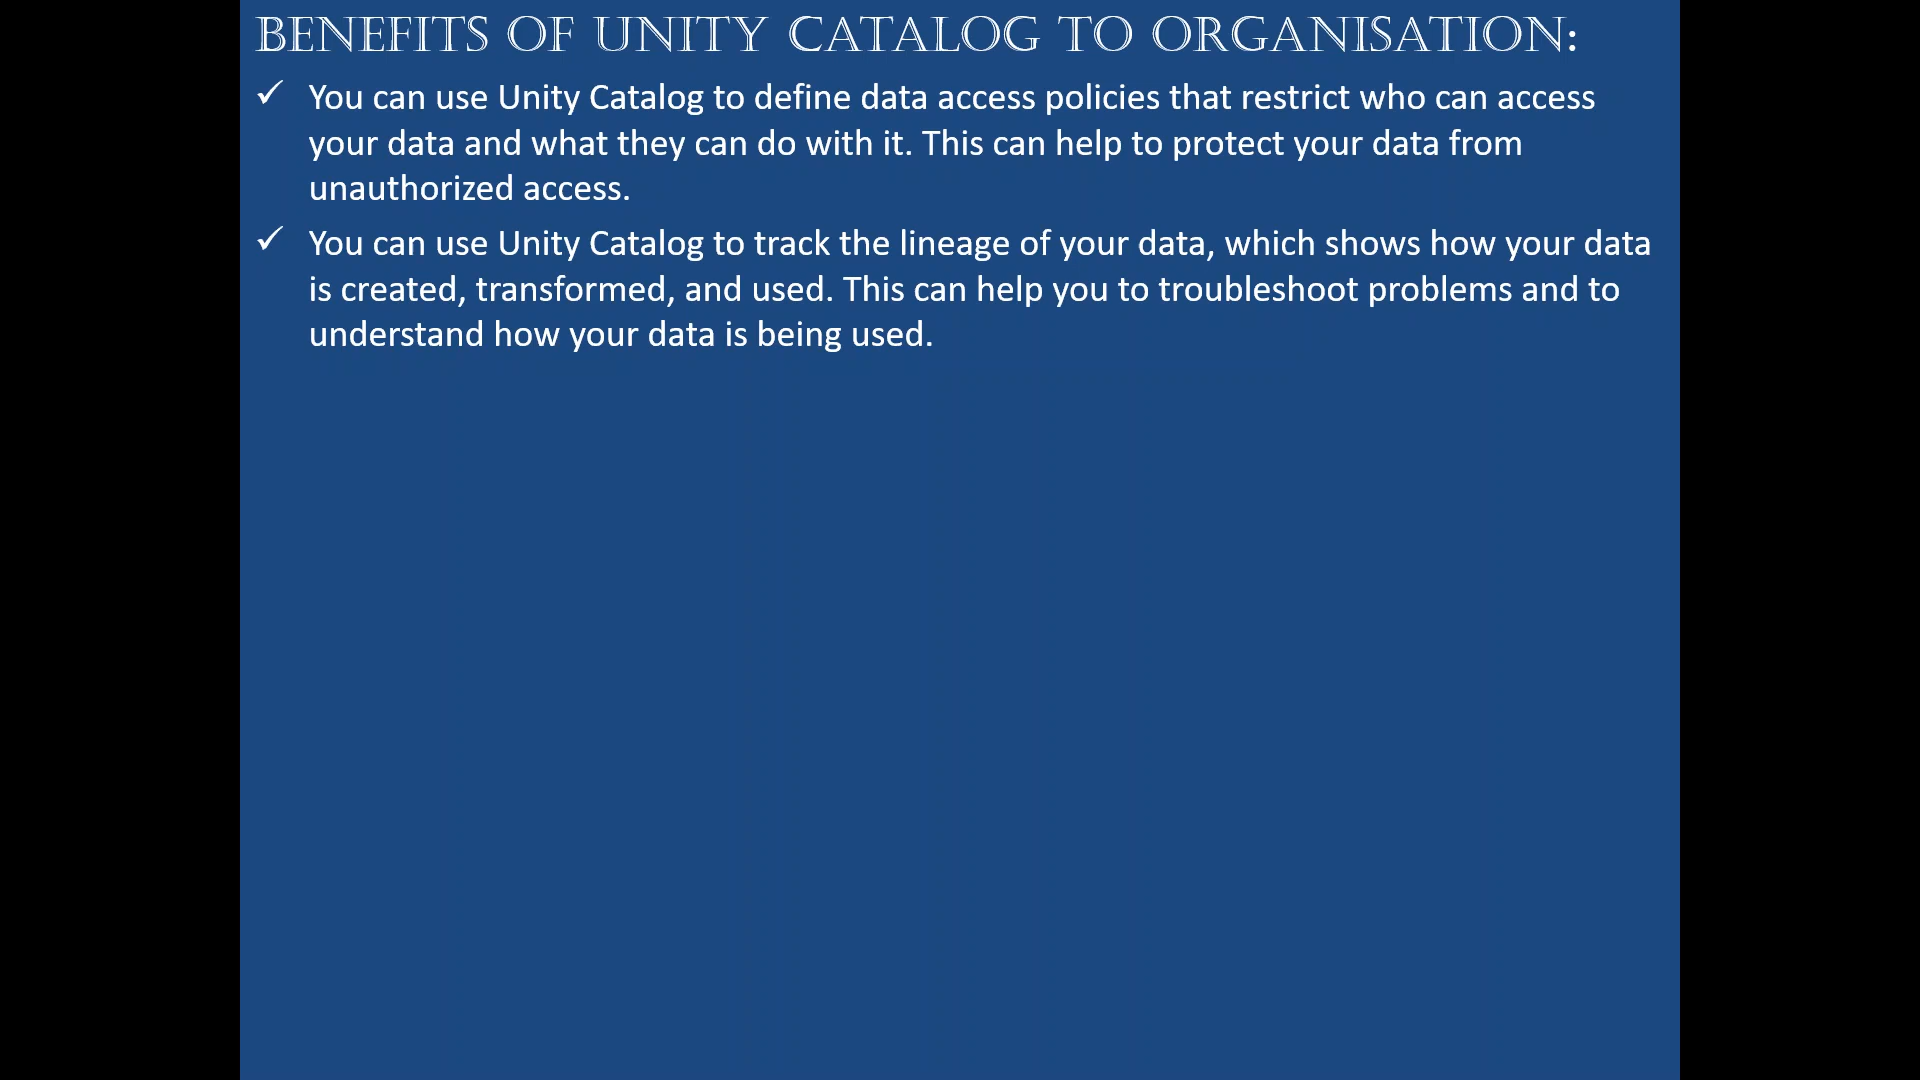 BENEFITS OF UNITY CATALOG TO ORGANISATION:
✓ You can use Unity Catalog to define data access policies that restrict who can access
your data and what they can do with it. This can help to protect your data from
unauthorized access.
✓ You can use Unity Catalog to track the lineage of your data, which shows how your data
is created, transformed, and used. This can help you to troubleshoot problems and to
understand how your data is being used.